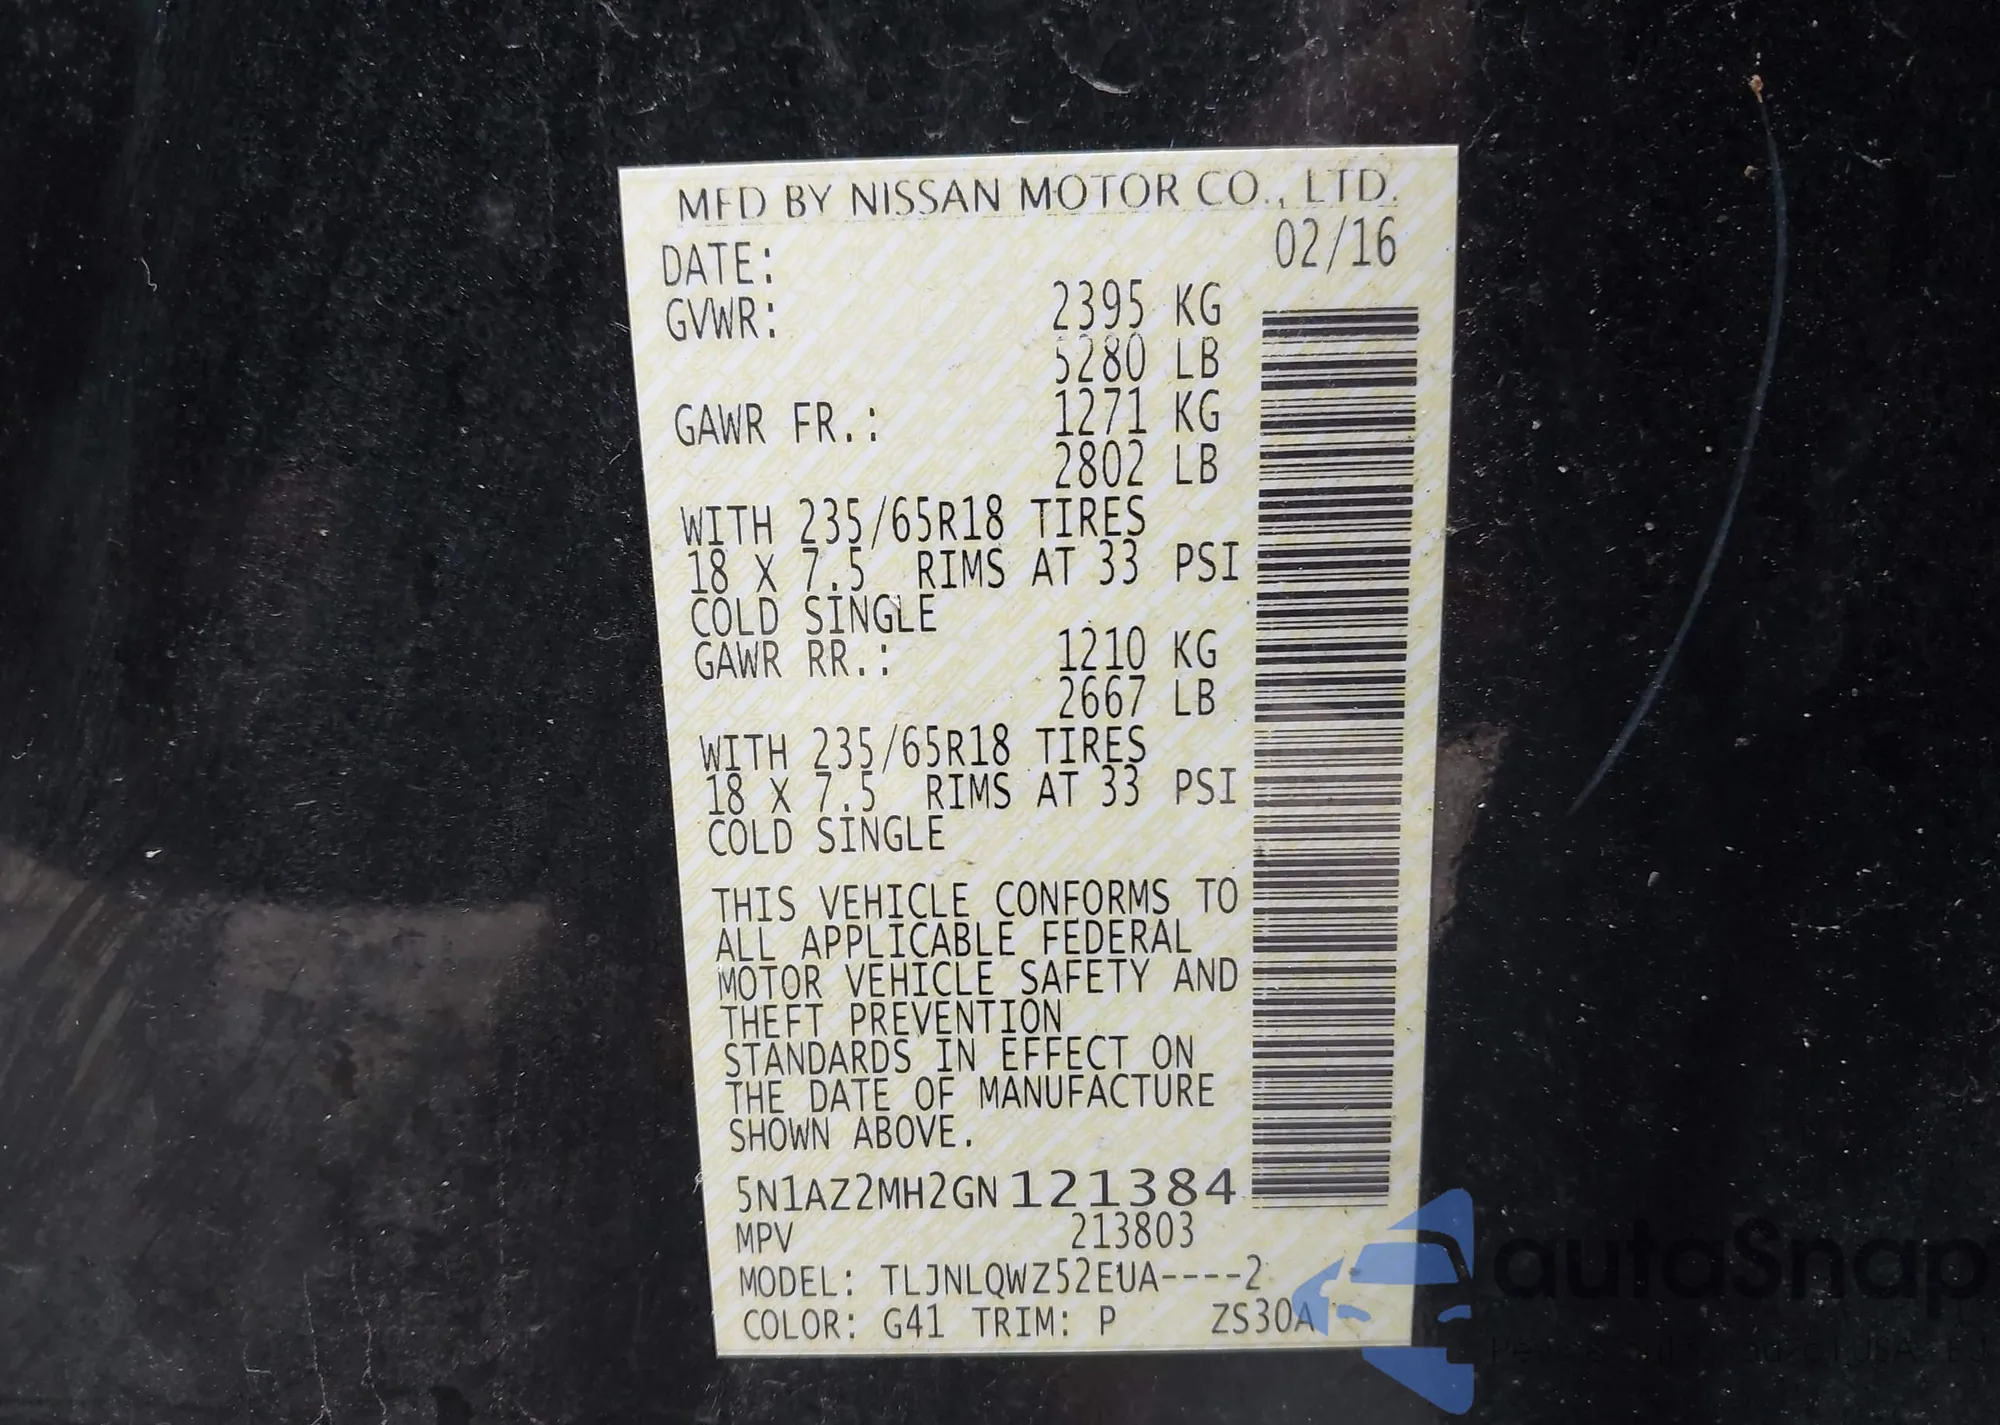 MFD BY NISSAN MOTOR CO., LTD.
DATE: 02/16
GVWR: 2395 KG
5280 LB
GAWR FR.: 1271 KG
2802 LB
WITH 235/65R18 TIRES
18 X 7.5 RIMS AT 33 PSI
COLD SINGLE
GAWR RR.: 1210 KG
2667 LB
WITH 235/65R18 TIRES
18 X 7.5 RIMS AT 33 PSI
COLD SINGLE
THIS VEHICLE CONFORMS TO
ALL APPLICABLE FEDERAL
MOTOR VEHICLE SAFETY AND
THEFT PREVENTION
STANDARDS IN EFFECT ON
THE DATE OF MANUFACTURE
SHOWN ABOVE.
5N1AZ2MH2GN121384
MPV 213803
MODEL: TLJNLQWZ52EUA----2
COLOR: G41 TRIM: P ZS30A
autaSnap